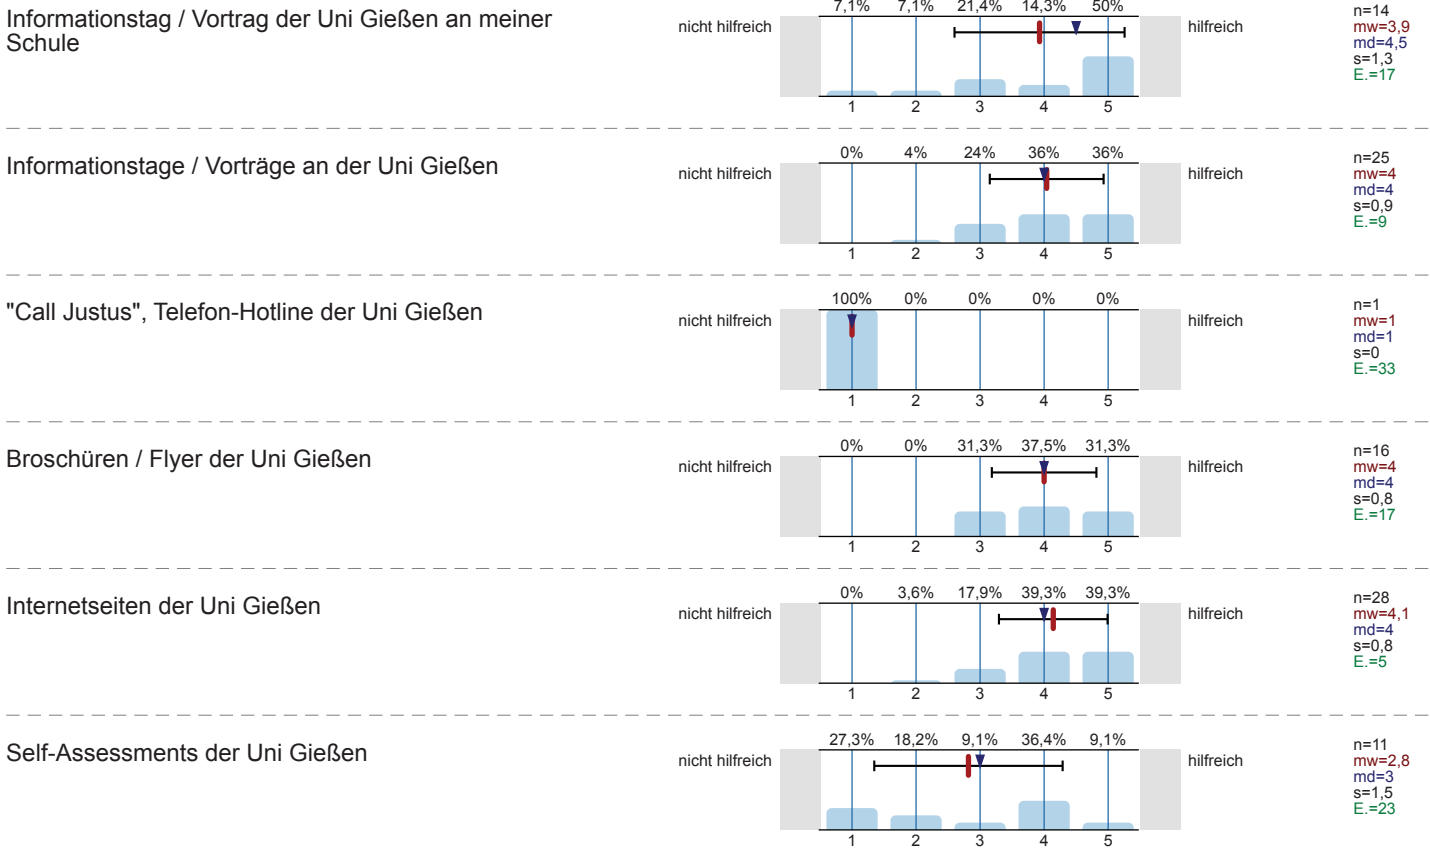 Informationstag / Vortrag der Uni Gießen an meiner
Schule
nicht hilfreich
7,1% 7,1% 21,4% 14,3% 50%
1 2 3 4 5
hilfreich
n=14
mw=3,9
md=4,5
s=1,3
E.=17
Informationstage / Vorträge an der Uni Gießen
nicht hilfreich
0% 4% 24% 36% 36%
1 2 3 4 5
hilfreich
n=25
mw=4
md=4
s=0,9
E.=9
"Call Justus", Telefon-Hotline der Uni Gießen
nicht hilfreich
100% 0% 0% 0% 0%
1 2 3 4 5
hilfreich
n=1
mw=1
md=1
s=0
E.=33
Broschüren / Flyer der Uni Gießen
nicht hilfreich
0% 0% 31,3% 37,5% 31,3%
1 2 3 4 5
hilfreich
n=16
mw=4
md=4
s=0,8
E.=17
Internetseiten der Uni Gießen
nicht hilfreich
0% 3,6% 17,9% 39,3% 39,3%
1 2 3 4 5
hilfreich
n=28
mw=4,1
md=4
s=0,8
E.=5
Self-Assessments der Uni Gießen
nicht hilfreich
27,3% 18,2% 9,1% 36,4% 9,1%
1 2 3 4 5
hilfreich
n=11
mw=2,8
md=3
s=1,5
E.=23